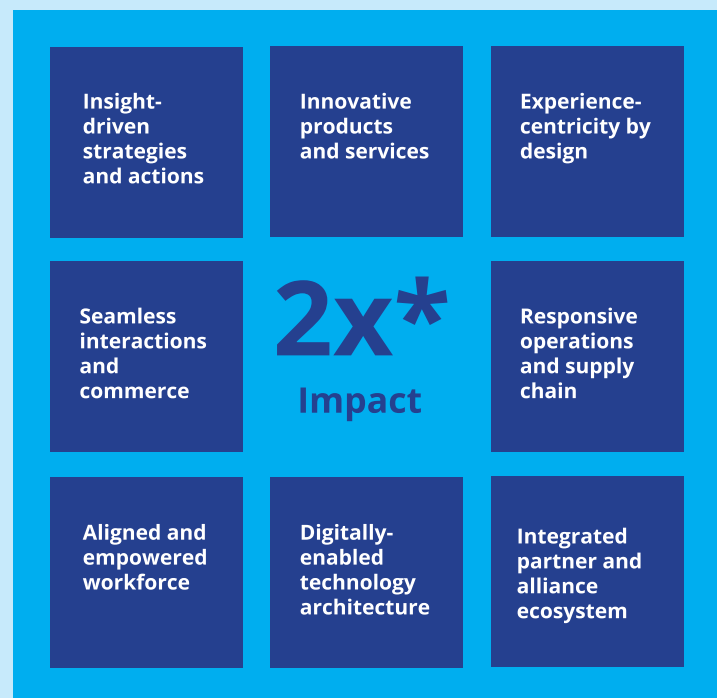 Insight-
driven
strategies
and actions
Innovative
products
and services
Experience-
centricity by
design
Seamless
interactions
and
commerce
2x*
Impact
Responsive
operations
and supply
chain
Aligned and
empowered
workforce
Digitally-
enabled
technology
architecture
Integrated
partner and
alliance
ecosystem